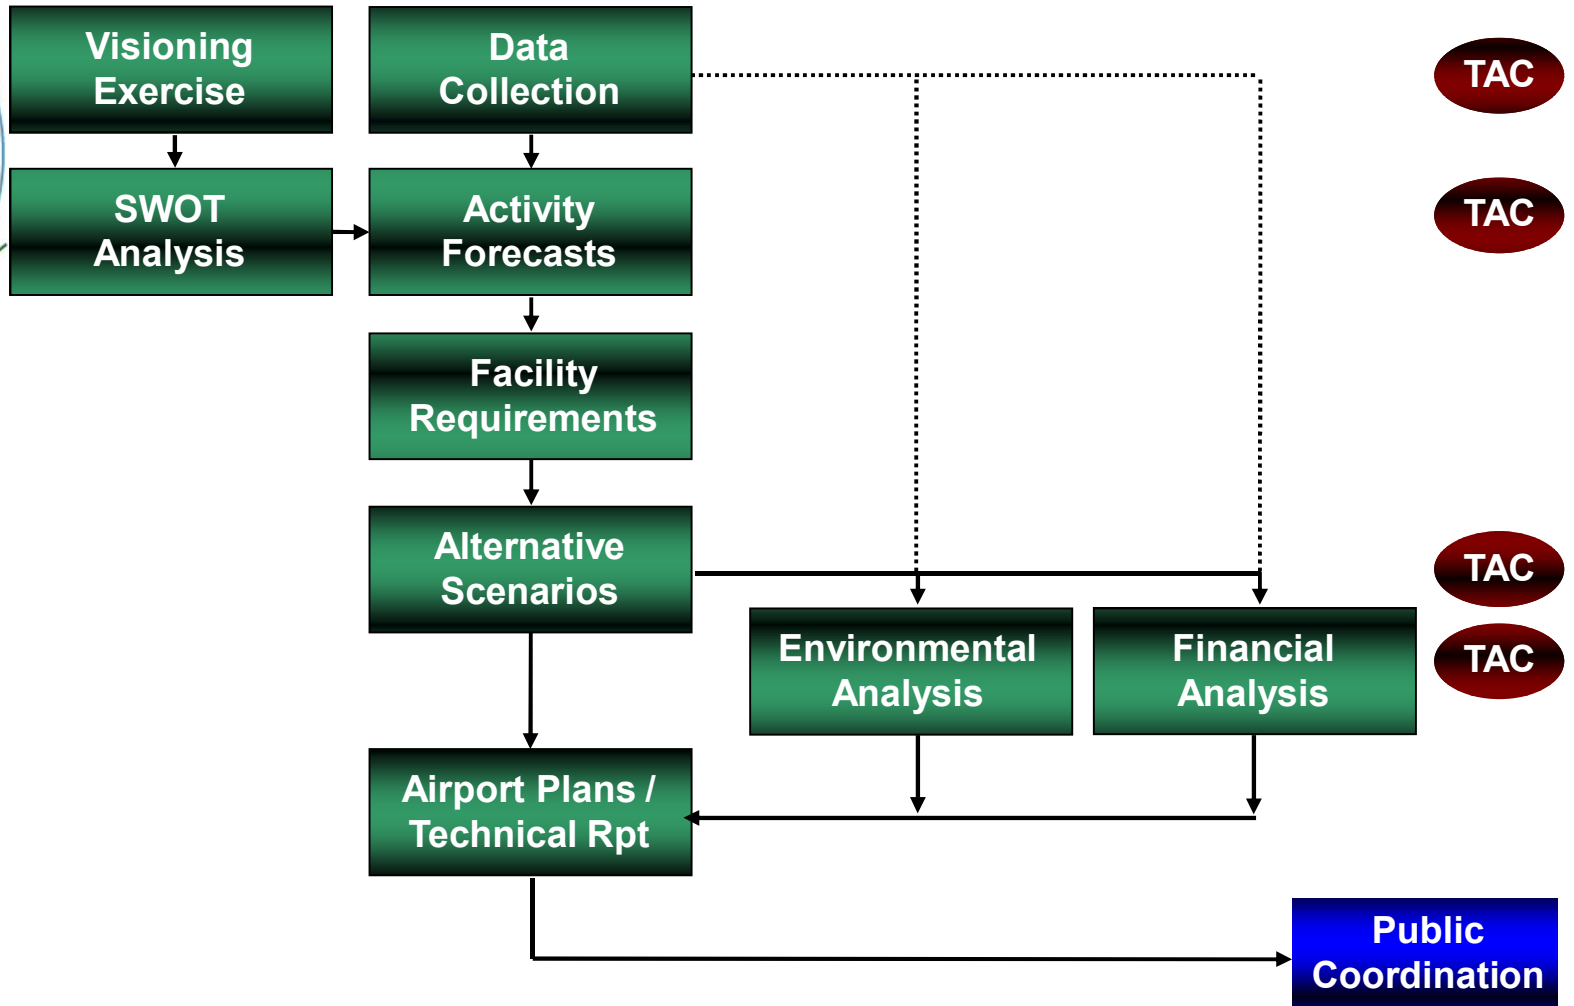 Visioning
Exercise
Data
Collection
TAC
SWOT
Analysis
Activity
Forecasts
TAC
Facility
Requirements
Alternative
Scenarios
TAC
Environmental
Analysis
Financial
Analysis
TAC
Airport Plans /
Technical Rpt
Public
Coordination